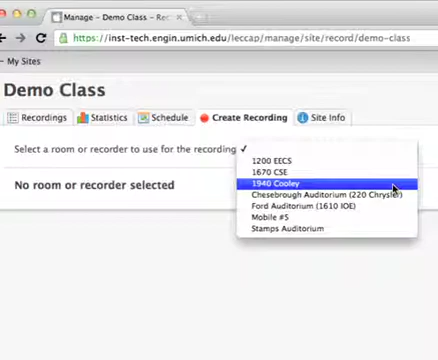 Manage - Demo Class - Rec
https://inst-tech.engin.umich.edu/leccap/manage/site/record/demo-class
My Sites
Demo Class
Recordings Statistics Schedule Create Recording Site Info
Select a room or recorder to use for the recording ✓
1200 EECS
1670 CSE
No room or recorder selected
1940 Cooley
Chesebrough Auditorium (220 Chrysler)
Ford Auditorium (1610 IOE)
Mobile #5
Stamps Auditorium